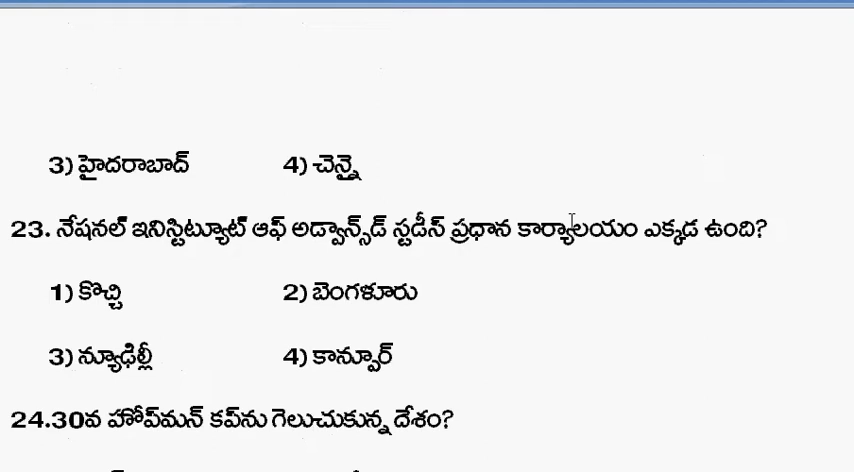 3) హైదరాబాద్ 4) చెన్నై
23. నేషనల్ ఇనిస్టిట్యూట్ ఆఫ్ అడ్వాన్స్‌డ్ స్టడీస్ ప్రధాన కార్యాలయం ఎక్కడ ఉంది?
1) కొచ్చి 2) బెంగళూరు
3) న్యూఢిల్లీ 4) కాన్పూర్
24.30వ హోప్‌మన్ కప్‌ను గెలుచుకున్న దేశం?